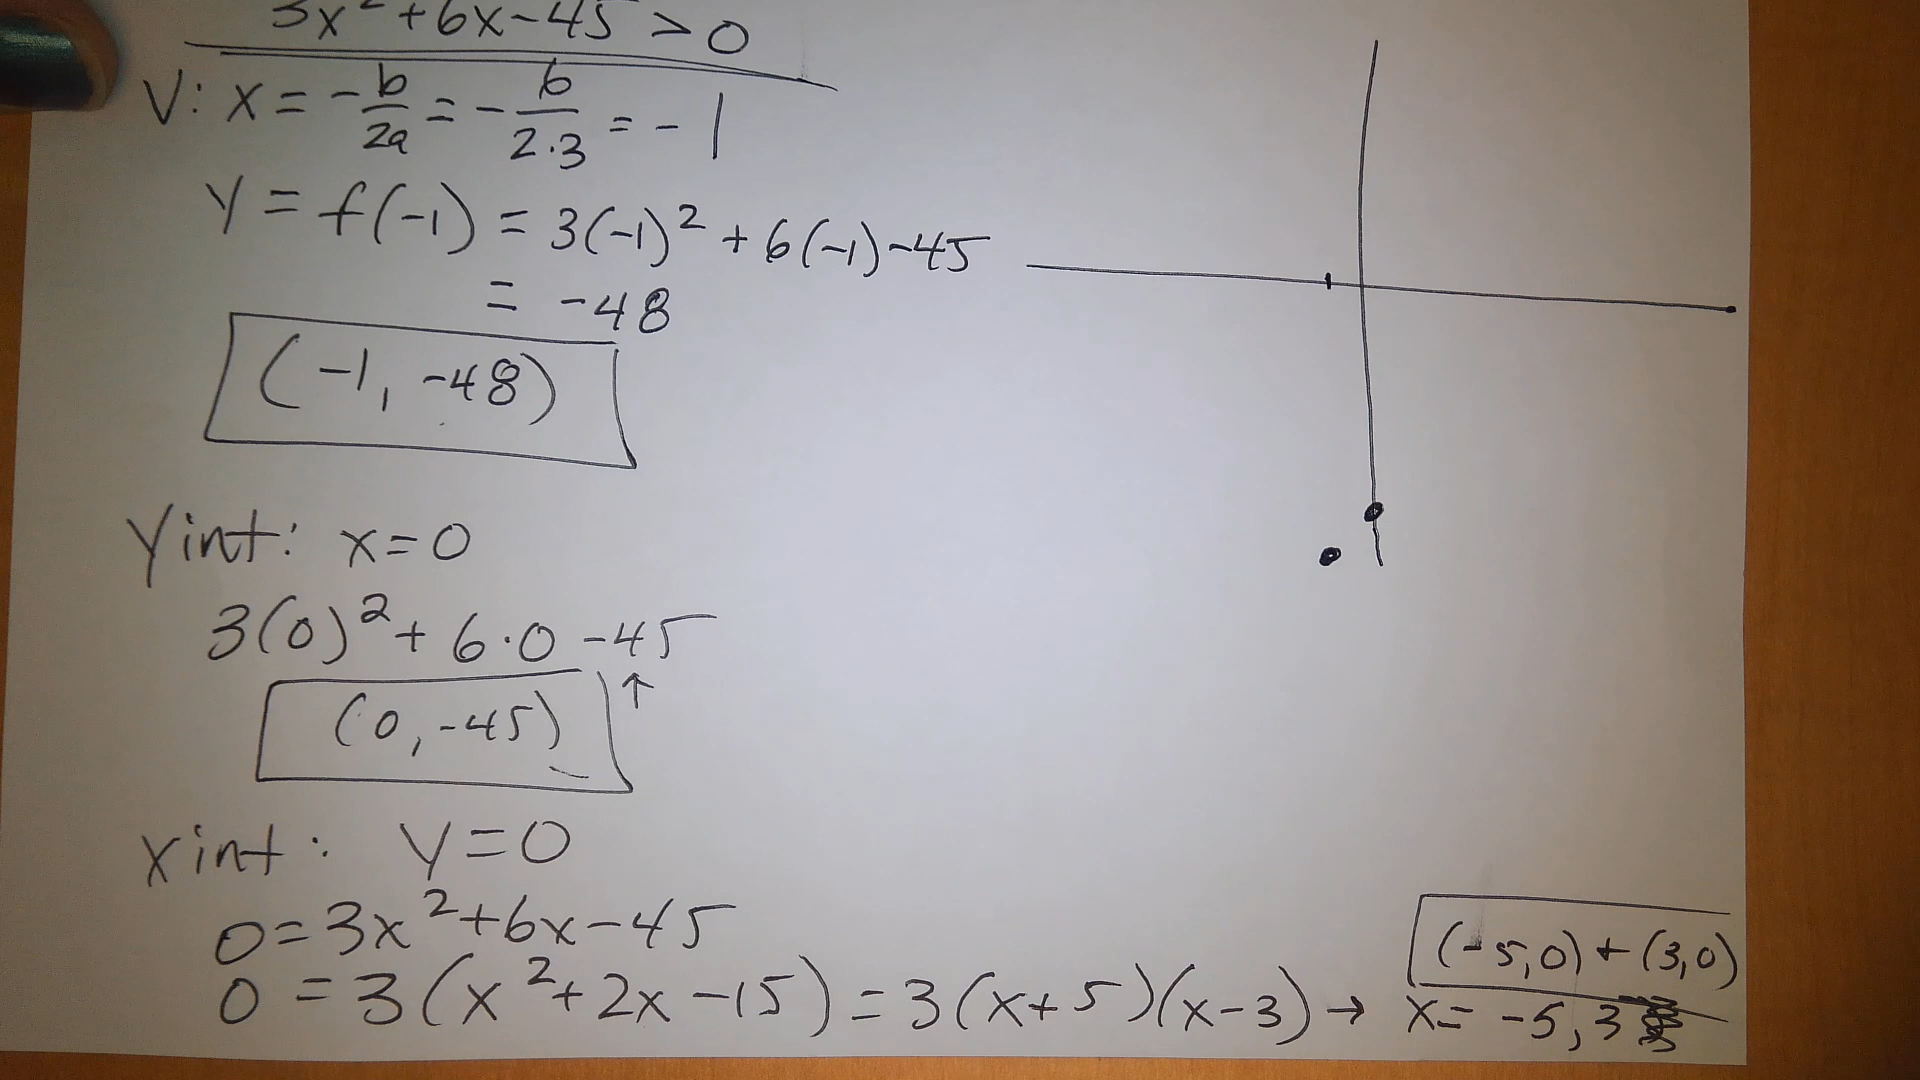 3x² + 6x - 45 > 0
V: x = -b/2a = -6/2·3 = -1
y = f(-1) = 3(-1)² + 6(-1) - 45
= -48
(-1, -48)
Yint: x = 0
3(0)² + 6·0 - 45
(0, -45) ↑
Xint: y = 0
0 = 3x² + 6x - 45
(-5,0) + (3,0)
0 = 3(x² + 2x - 15) = 3(x+5)(x-3) → x = -5, 3